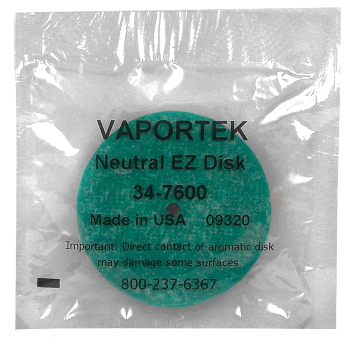 VAPORTEK
Neutral EZ Disk
34-7600
Made in USA 09320
Important: Direct contact of aromatic disk
may damage some surfaces.
800-237-6367